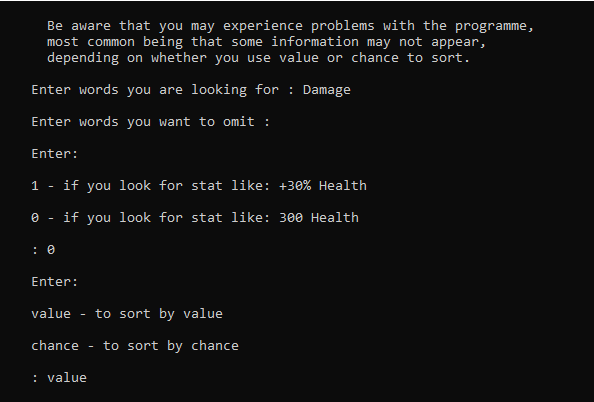 Be aware that you may experience problems with the programme,
most common being that some information may not appear,
depending on whether you use value or chance to sort.
Enter words you are looking for : Damage
Enter words you want to omit :
Enter:
1 - if you look for stat like: +30% Health
0 - if you look for stat like: 300 Health
: 0
Enter:
value - to sort by value
chance - to sort by chance
: value